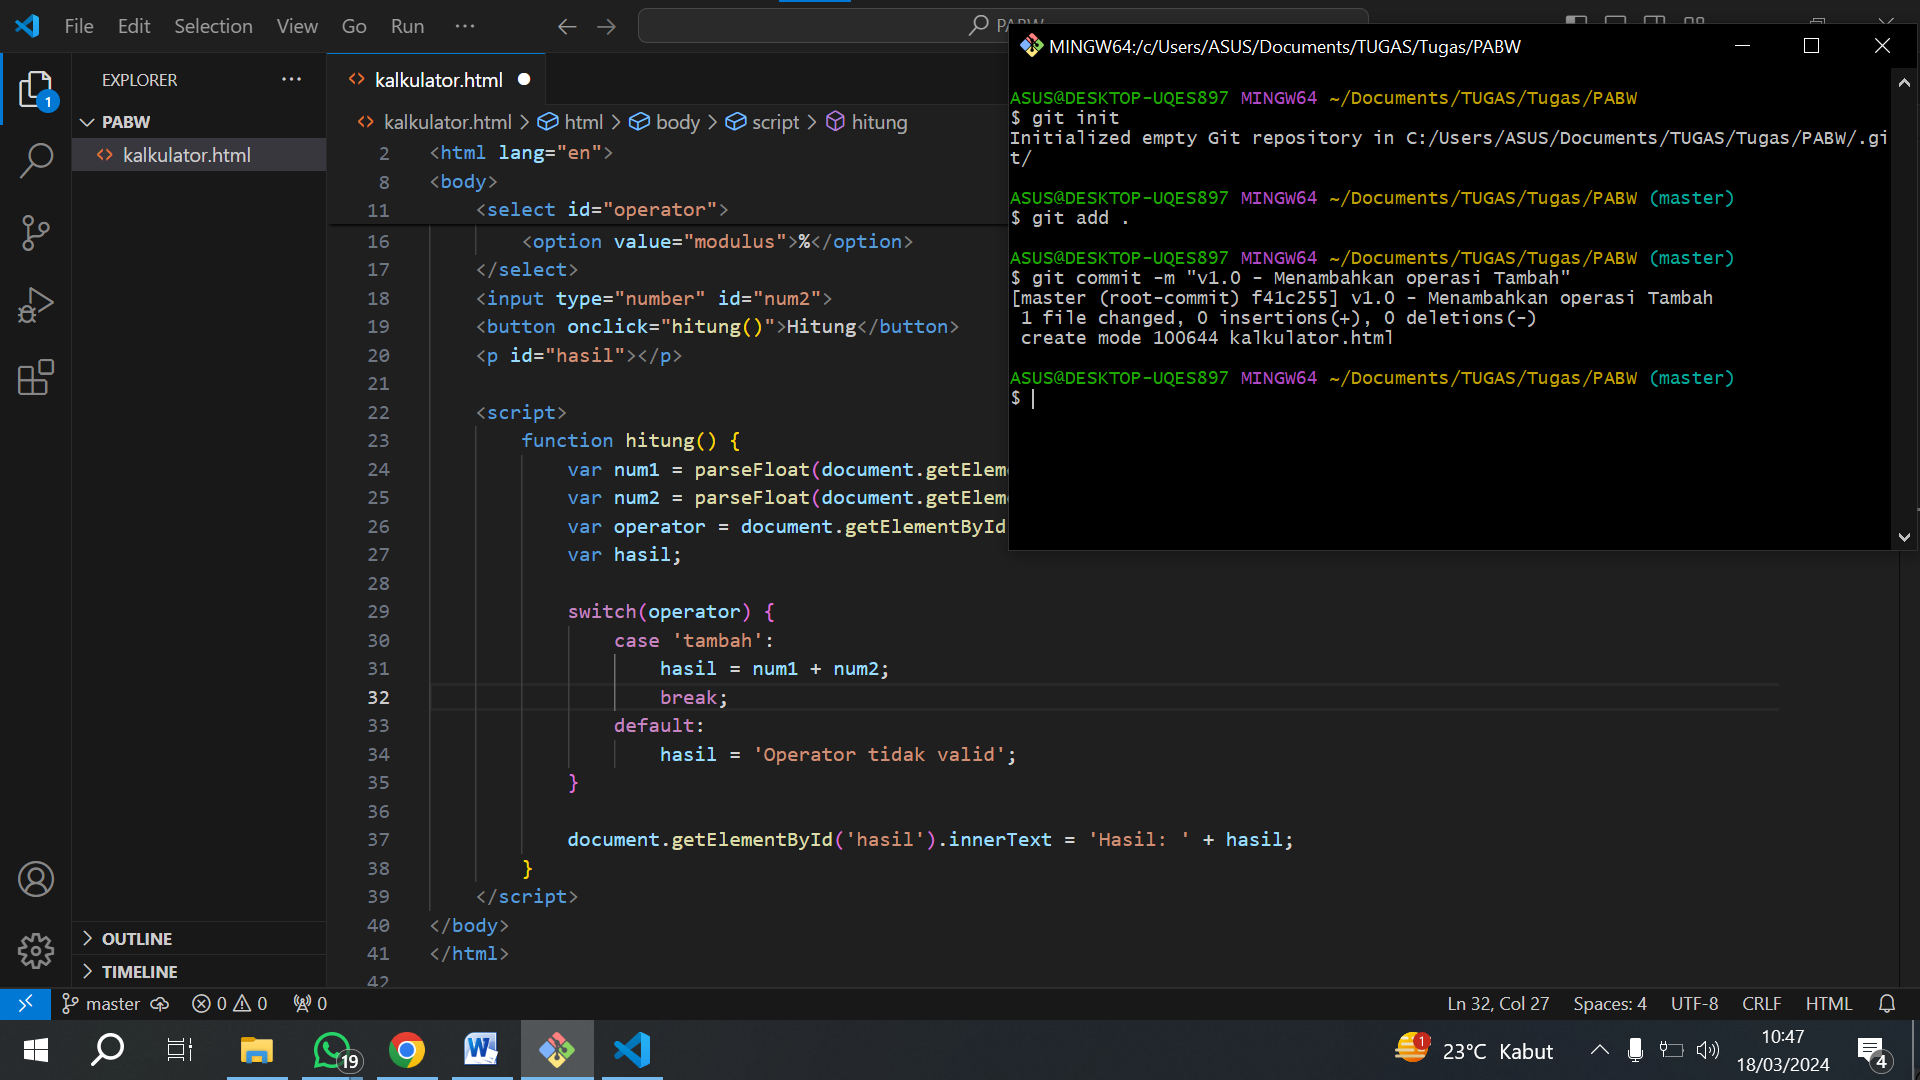 File Edit Selection View Go Run ···
EXPLORER ···
1
PABW
kalkulator.html
OUTLINE
TIMELINE
kalkulator.html
kalkulator.html > html > body > script > hitung
2 <html lang="en">
8 <body>
11 <select id="operator">
16 <option value="modulus">%</option>
17 </select>
18 <input type="number" id="num2">
19 <button onclick="hitung()">Hitung</button>
20 <p id="hasil"></p>
21
22 <script>
23 function hitung() {
24 var num1 = parseFloat(document.getElem
25 var num2 = parseFloat(document.getElem
26 var operator = document.getElementById
27 var hasil;
28
29 switch(operator) {
30 case 'tambah':
31 hasil = num1 + num2;
32 break;
33 default:
34 hasil = 'Operator tidak valid';
35 }
36
37 document.getElementById('hasil').innerText = 'Hasil: ' + hasil;
38 }
39 </script>
40 </body>
41 </html>
42
MINGW64:/c/Users/ASUS/Documents/TUGAS/Tugas/PABW
ASUS@DESKTOP-UQES897 MINGW64 ~/Documents/TUGAS/Tugas/PABW
$ git init
Initialized empty Git repository in C:/Users/ASUS/Documents/TUGAS/Tugas/PABW/.gi
t/
ASUS@DESKTOP-UQES897 MINGW64 ~/Documents/TUGAS/Tugas/PABW (master)
$ git add .
ASUS@DESKTOP-UQES897 MINGW64 ~/Documents/TUGAS/Tugas/PABW (master)
$ git commit -m "v1.0 - Menambahkan operasi Tambah"
[master (root-commit) f41c255] v1.0 - Menambahkan operasi Tambah
1 file changed, 0 insertions(+), 0 deletions(-)
create mode 100644 kalkulator.html
ASUS@DESKTOP-UQES897 MINGW64 ~/Documents/TUGAS/Tugas/PABW (master)
$
master 0 0 0
Ln 32, Col 27 Spaces: 4 UTF-8 CRLF HTML
19
1 23°C Kabut
10:47
18/03/2024
4